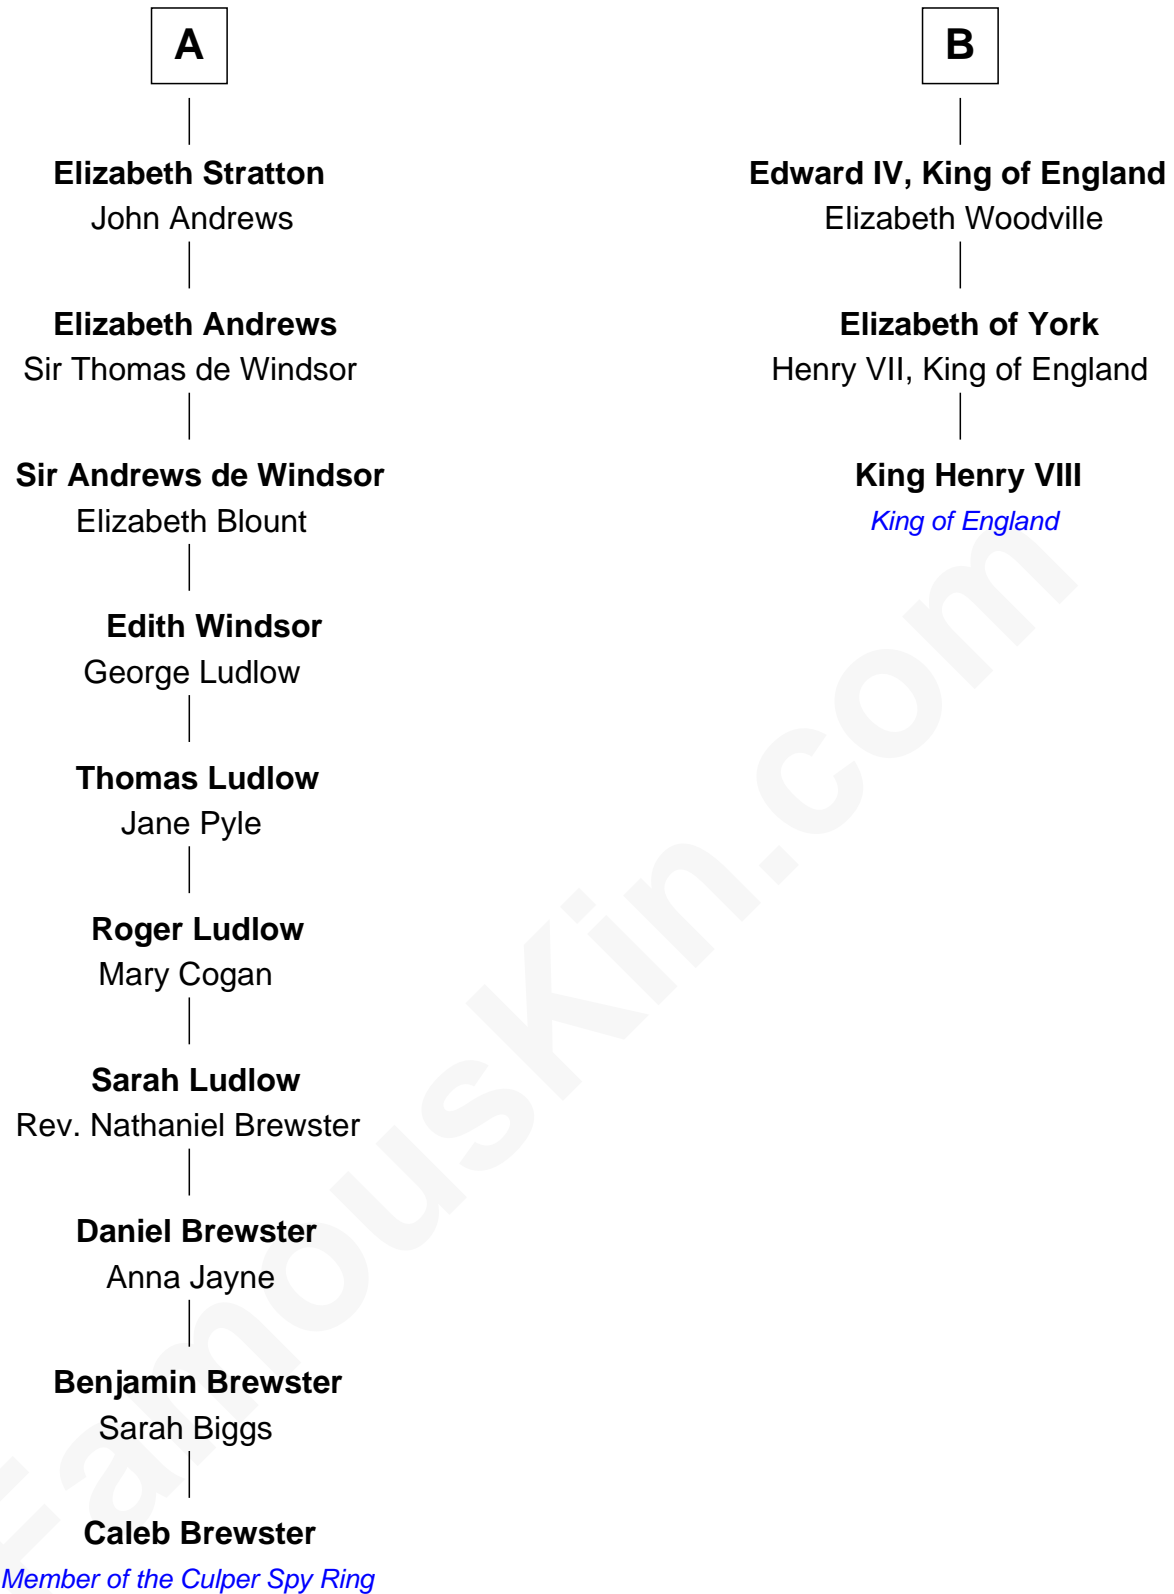 A
Elizabeth Stratton
John Andrews
Elizabeth Andrews
Sir Thomas de Windsor
Sir Andrews de Windsor
Elizabeth Blount
Edith Windsor
George Ludlow
Thomas Ludlow
Jane Pyle
Roger Ludlow
Mary Cogan
Sarah Ludlow
Rev. Nathaniel Brewster
Daniel Brewster
Anna Jayne
Benjamin Brewster
Sarah Biggs
Caleb Brewster
Member of the Culper Spy Ring
B
Edward IV, King of England
Elizabeth Woodville
Elizabeth of York
Henry VII, King of England
King Henry VIII
King of England
FamousKin.com